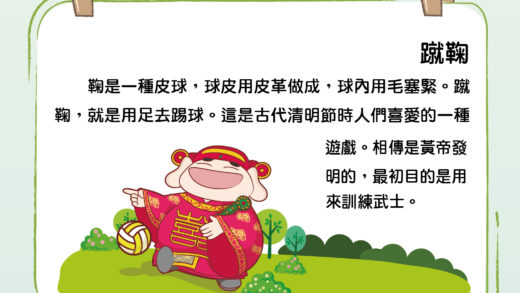 蹴鞠
鞠是一種皮球，球皮用皮革做成，球內用毛塞緊。蹴
鞠，就是用足去踢球。這是古代清明節時人們喜愛的一種
遊戲。相傳是黃帝發
明的，最初目的是用
來訓練武士。